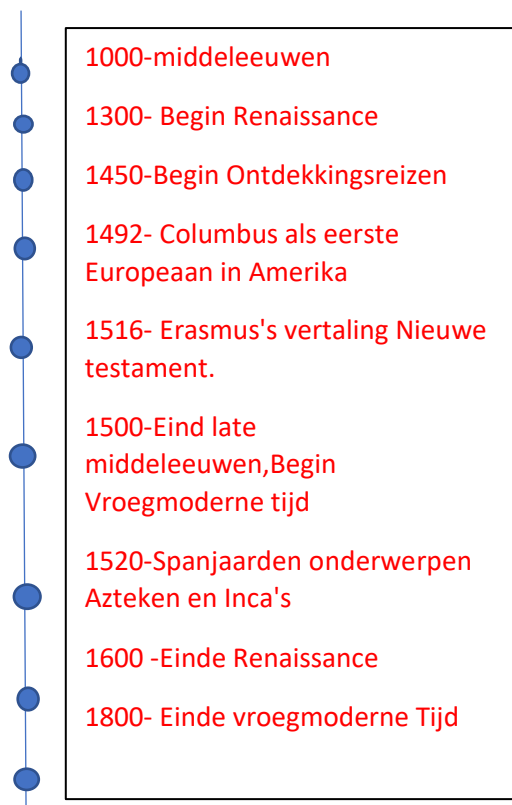 1000-middeleeuwen
1300- Begin Renaissance
1450-Begin Ontdekkingsreizen
1492- Columbus als eerste
Europeaan in Amerika
1516- Erasmus's vertaling Nieuwe
testament.
1500-Eind late
middeleeuwen,Begin
Vroegmoderne tijd
1520-Spanjaarden onderwerpen
Azteken en Inca's
1600 -Einde Renaissance
1800- Einde vroegmoderne Tijd